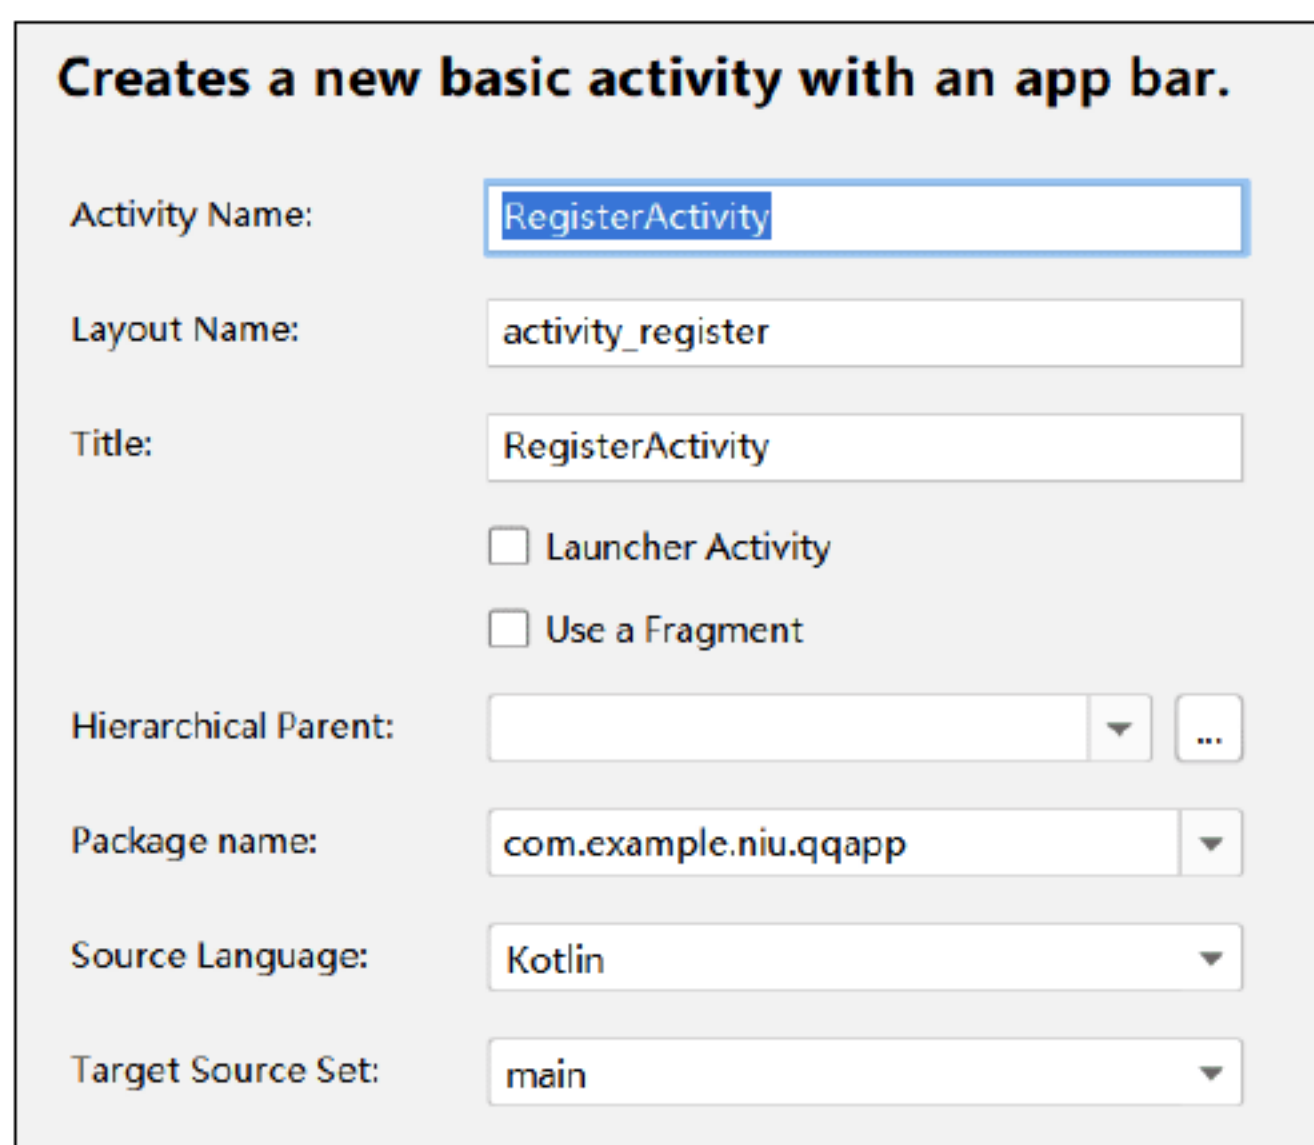 Creates a new basic activity with an app bar.
Activity Name: RegisterActivity
Layout Name: activity_register
Title: RegisterActivity
Launcher Activity
Use a Fragment
Hierarchical Parent: ...
Package name: com.example.niu.qqapp
Source Language: Kotlin
Target Source Set: main